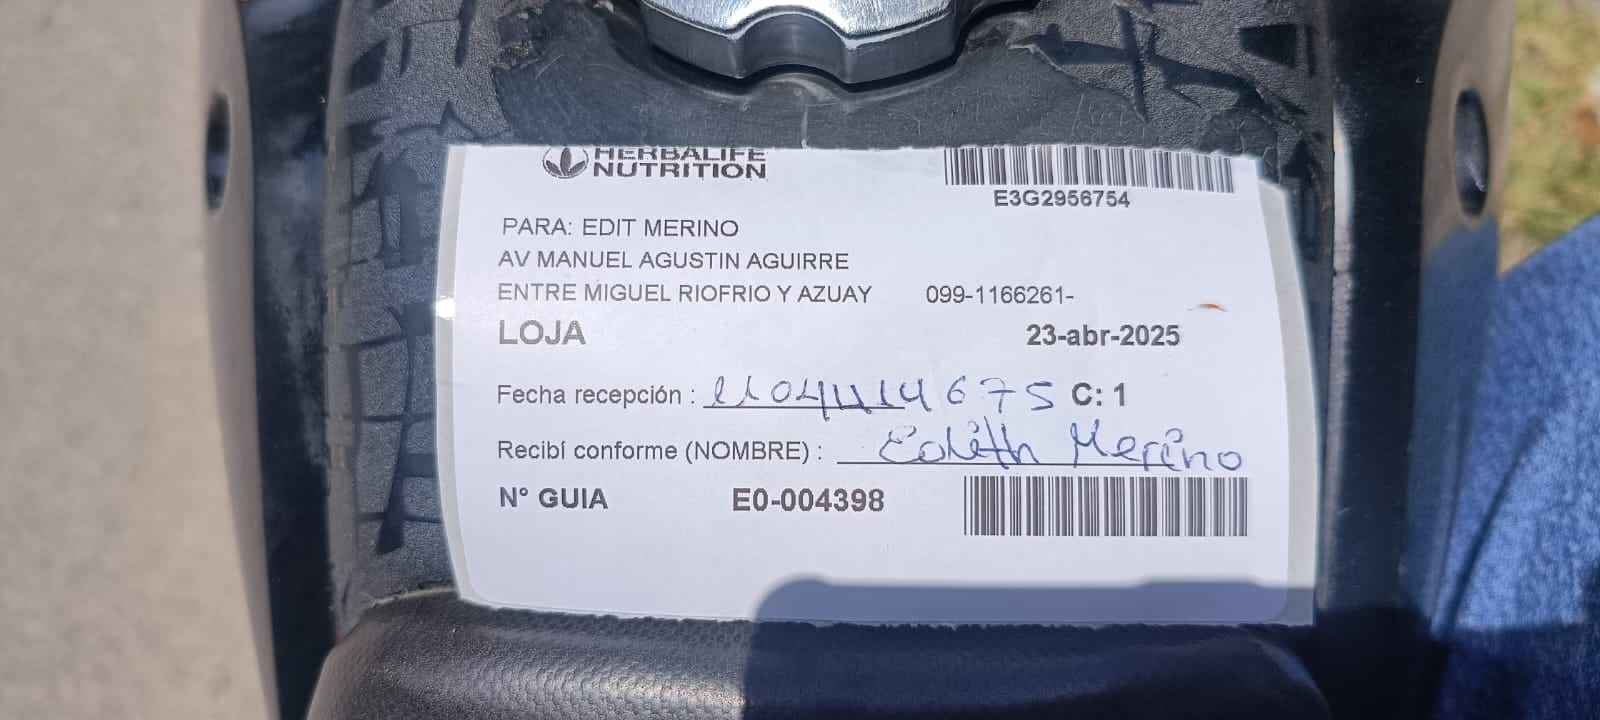 HERBALIFE
NUTRITION
E3G2956754
PARA: EDIT MERINO
AV MANUEL AGUSTIN AGUIRRE
ENTRE MIGUEL RIOFRIO Y AZUAY 099-1166261-
LOJA 23-abr-2025
Fecha recepción : 1104414675 C: 1
Recibí conforme (NOMBRE) : Edith Merino
N° GUIA E0-004398